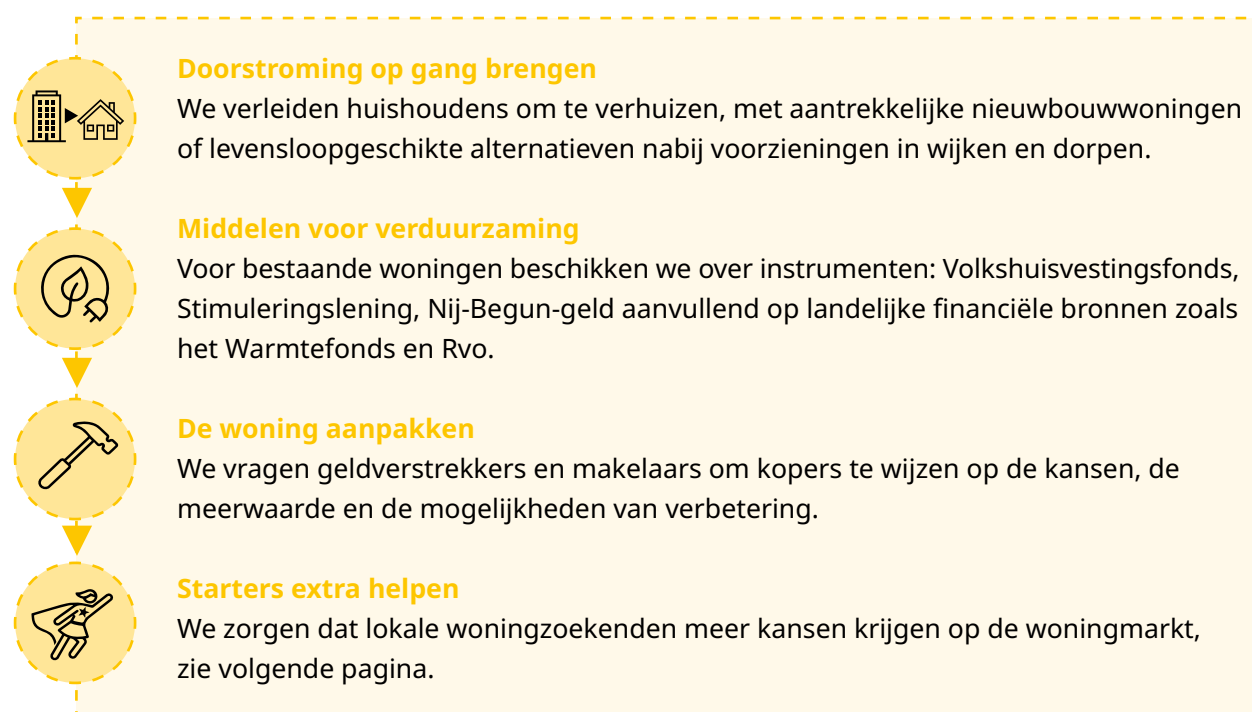 Doorstroming op gang brengen
We verleiden huishoudens om te verhuizen, met aantrekkelijke nieuwbouwwoningen
of levensloopgeschikte alternatieven nabij voorzieningen in wijken en dorpen.
Middelen voor verduurzaming
Voor bestaande woningen beschikken we over instrumenten: Volkshuisvestingsfonds,
Stimuleringslening, Nij-Begun-geld aanvullend op landelijke financiële bronnen zoals
het Warmtefonds en Rvo.
De woning aanpakken
We vragen geldverstrekkers en makelaars om kopers te wijzen op de kansen, de
meerwaarde en de mogelijkheden van verbetering.
Starters extra helpen
We zorgen dat lokale woningzoekenden meer kansen krijgen op de woningmarkt,
zie volgende pagina.